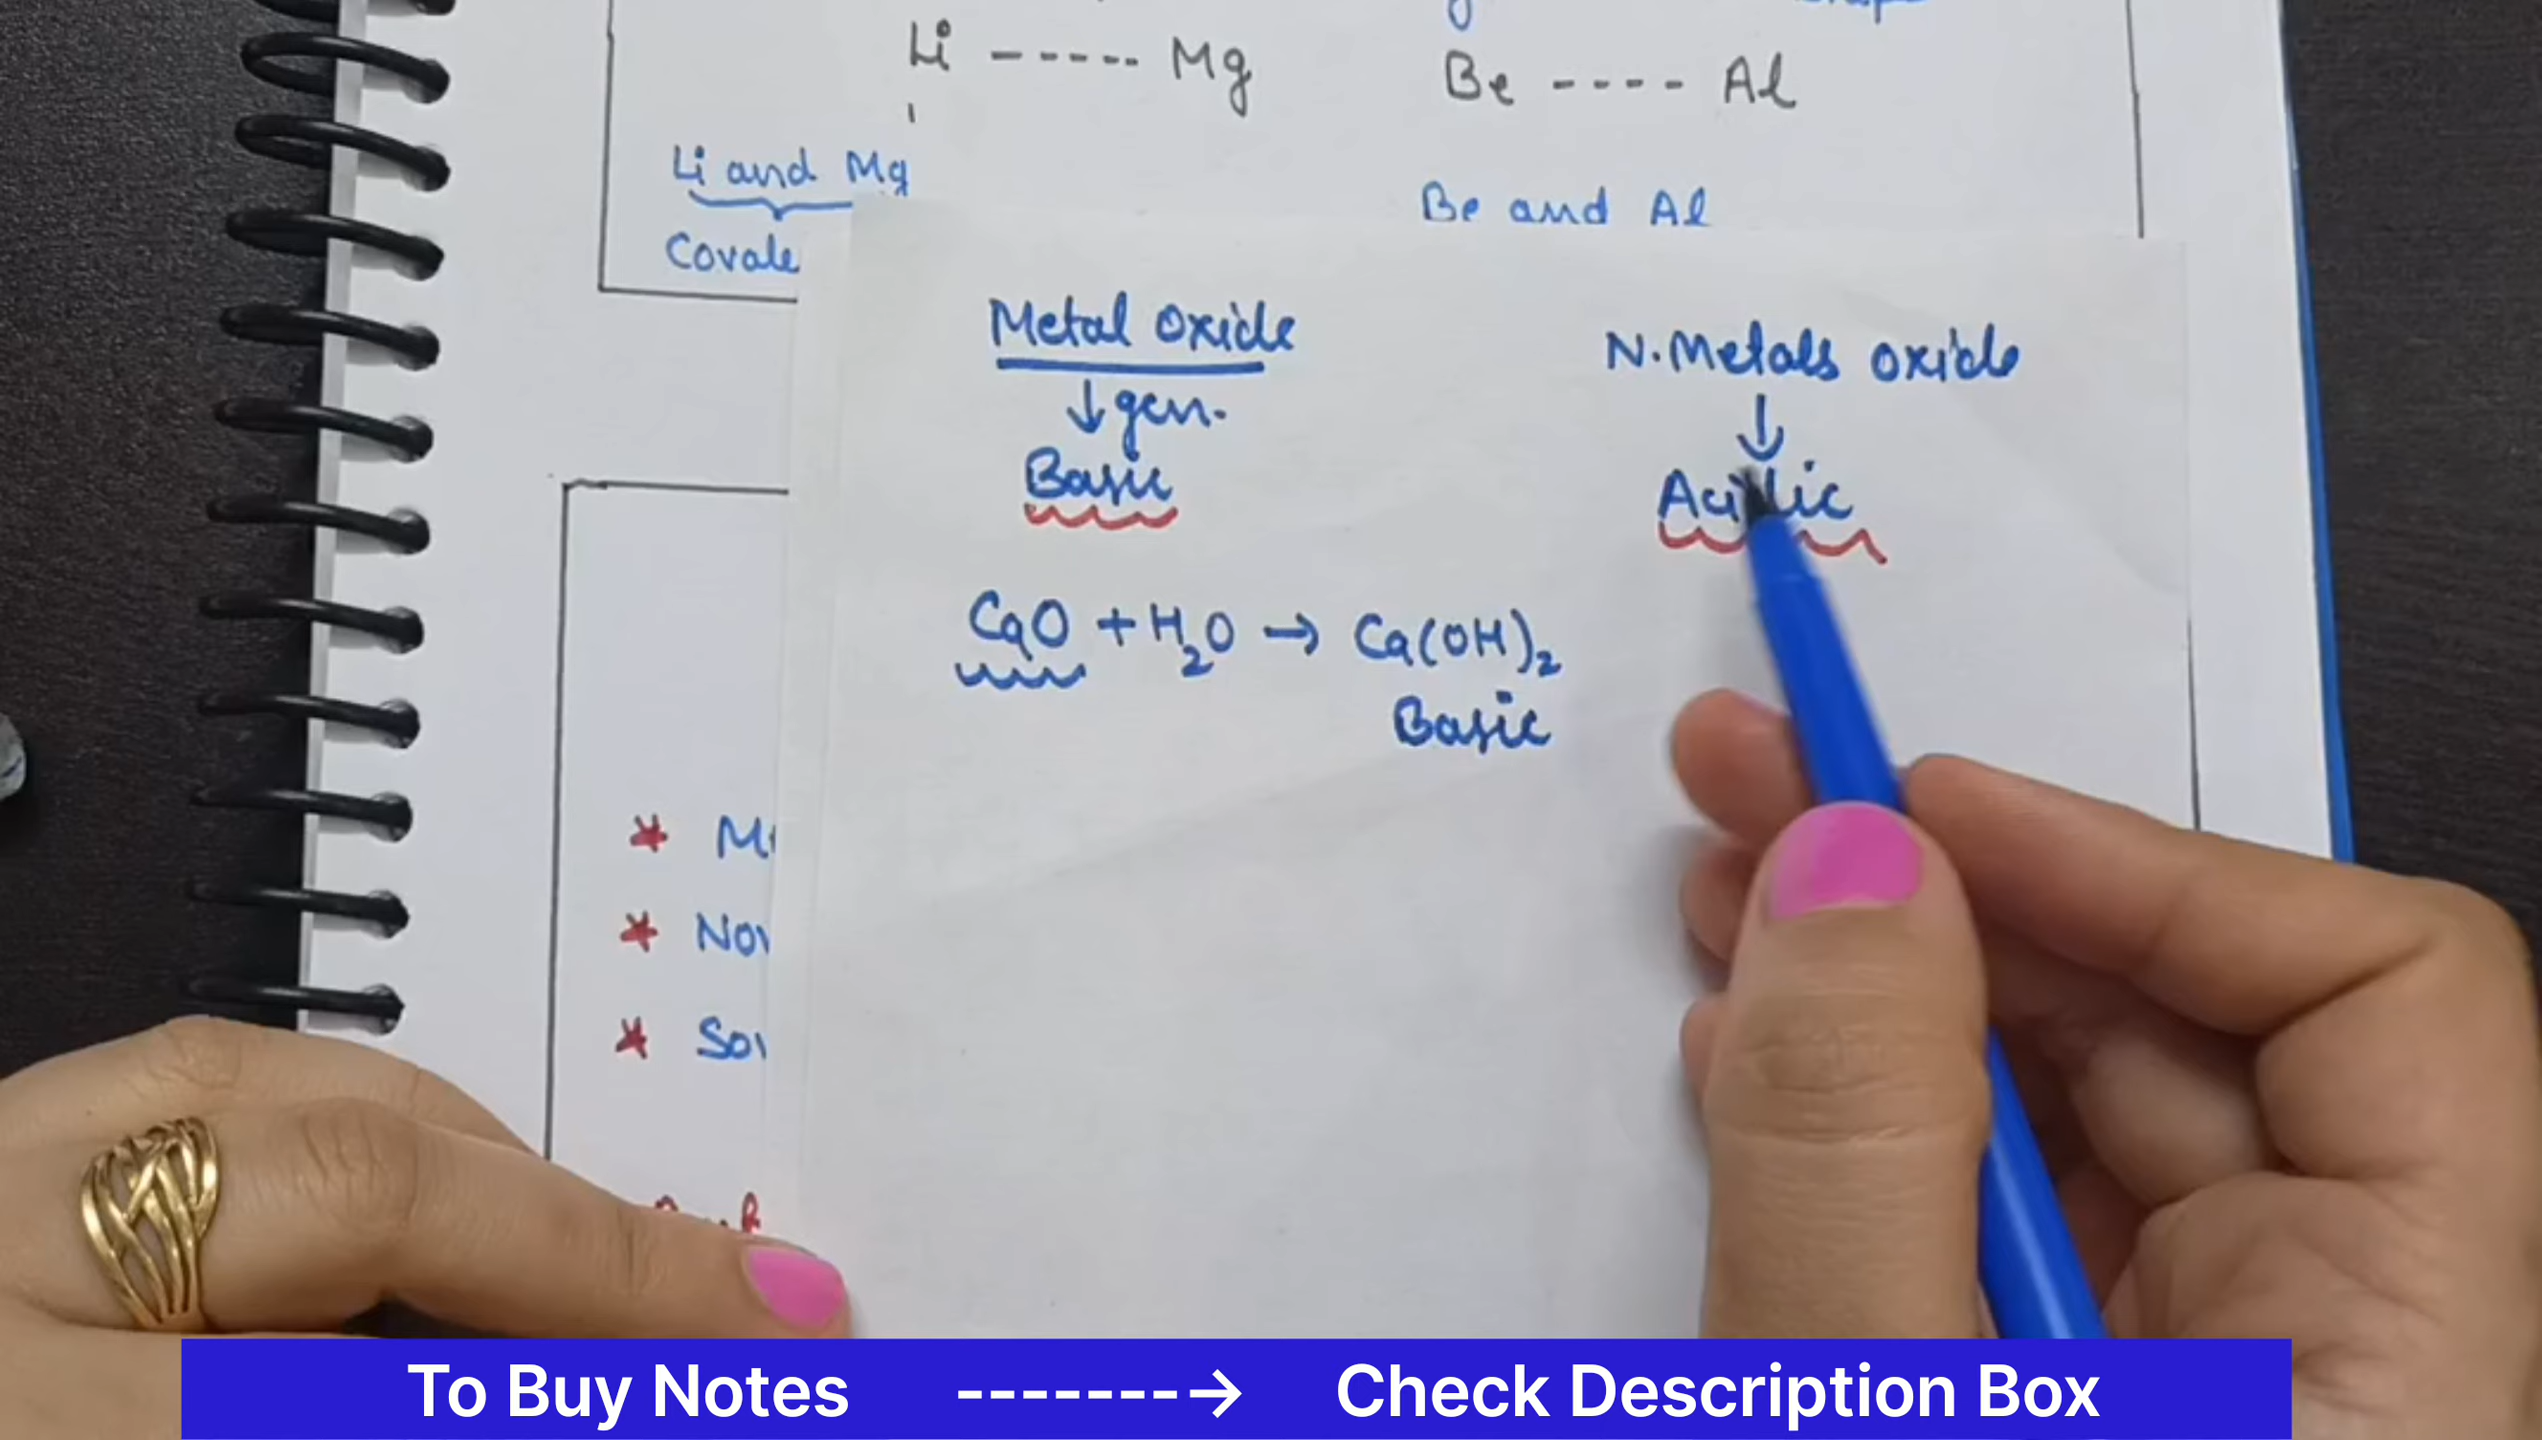 Li ----- Mg
Be ---- Al
Li and Mg
Be and Al
Metal Oxide
N.Metals oxide
↓ gen.
↓
Basic
Acidic
CaO + H₂O → Ca(OH)₂
Basic
To Buy Notes -------→ Check Description Box